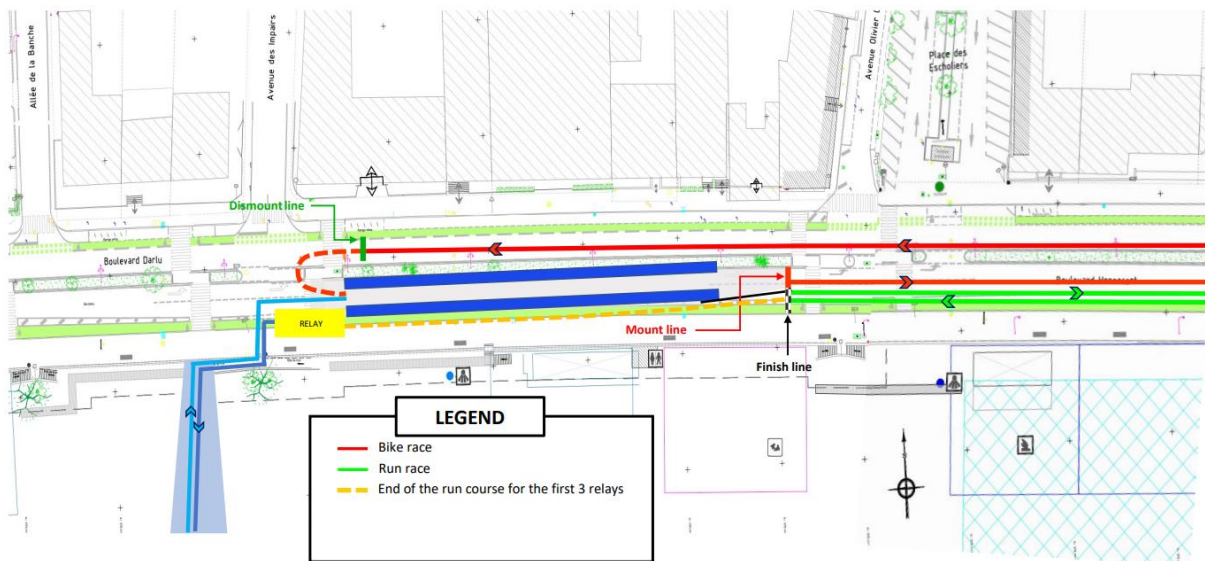 Allée de la Banche
Avenue des Impairs
Avenue Olivier
Place des
Escholiers
Dismount line
Boulevard Darlu
RELAY
Mount line
Finish line
LEGEND
Bike race
Run race
End of the run course for the first 3 relays